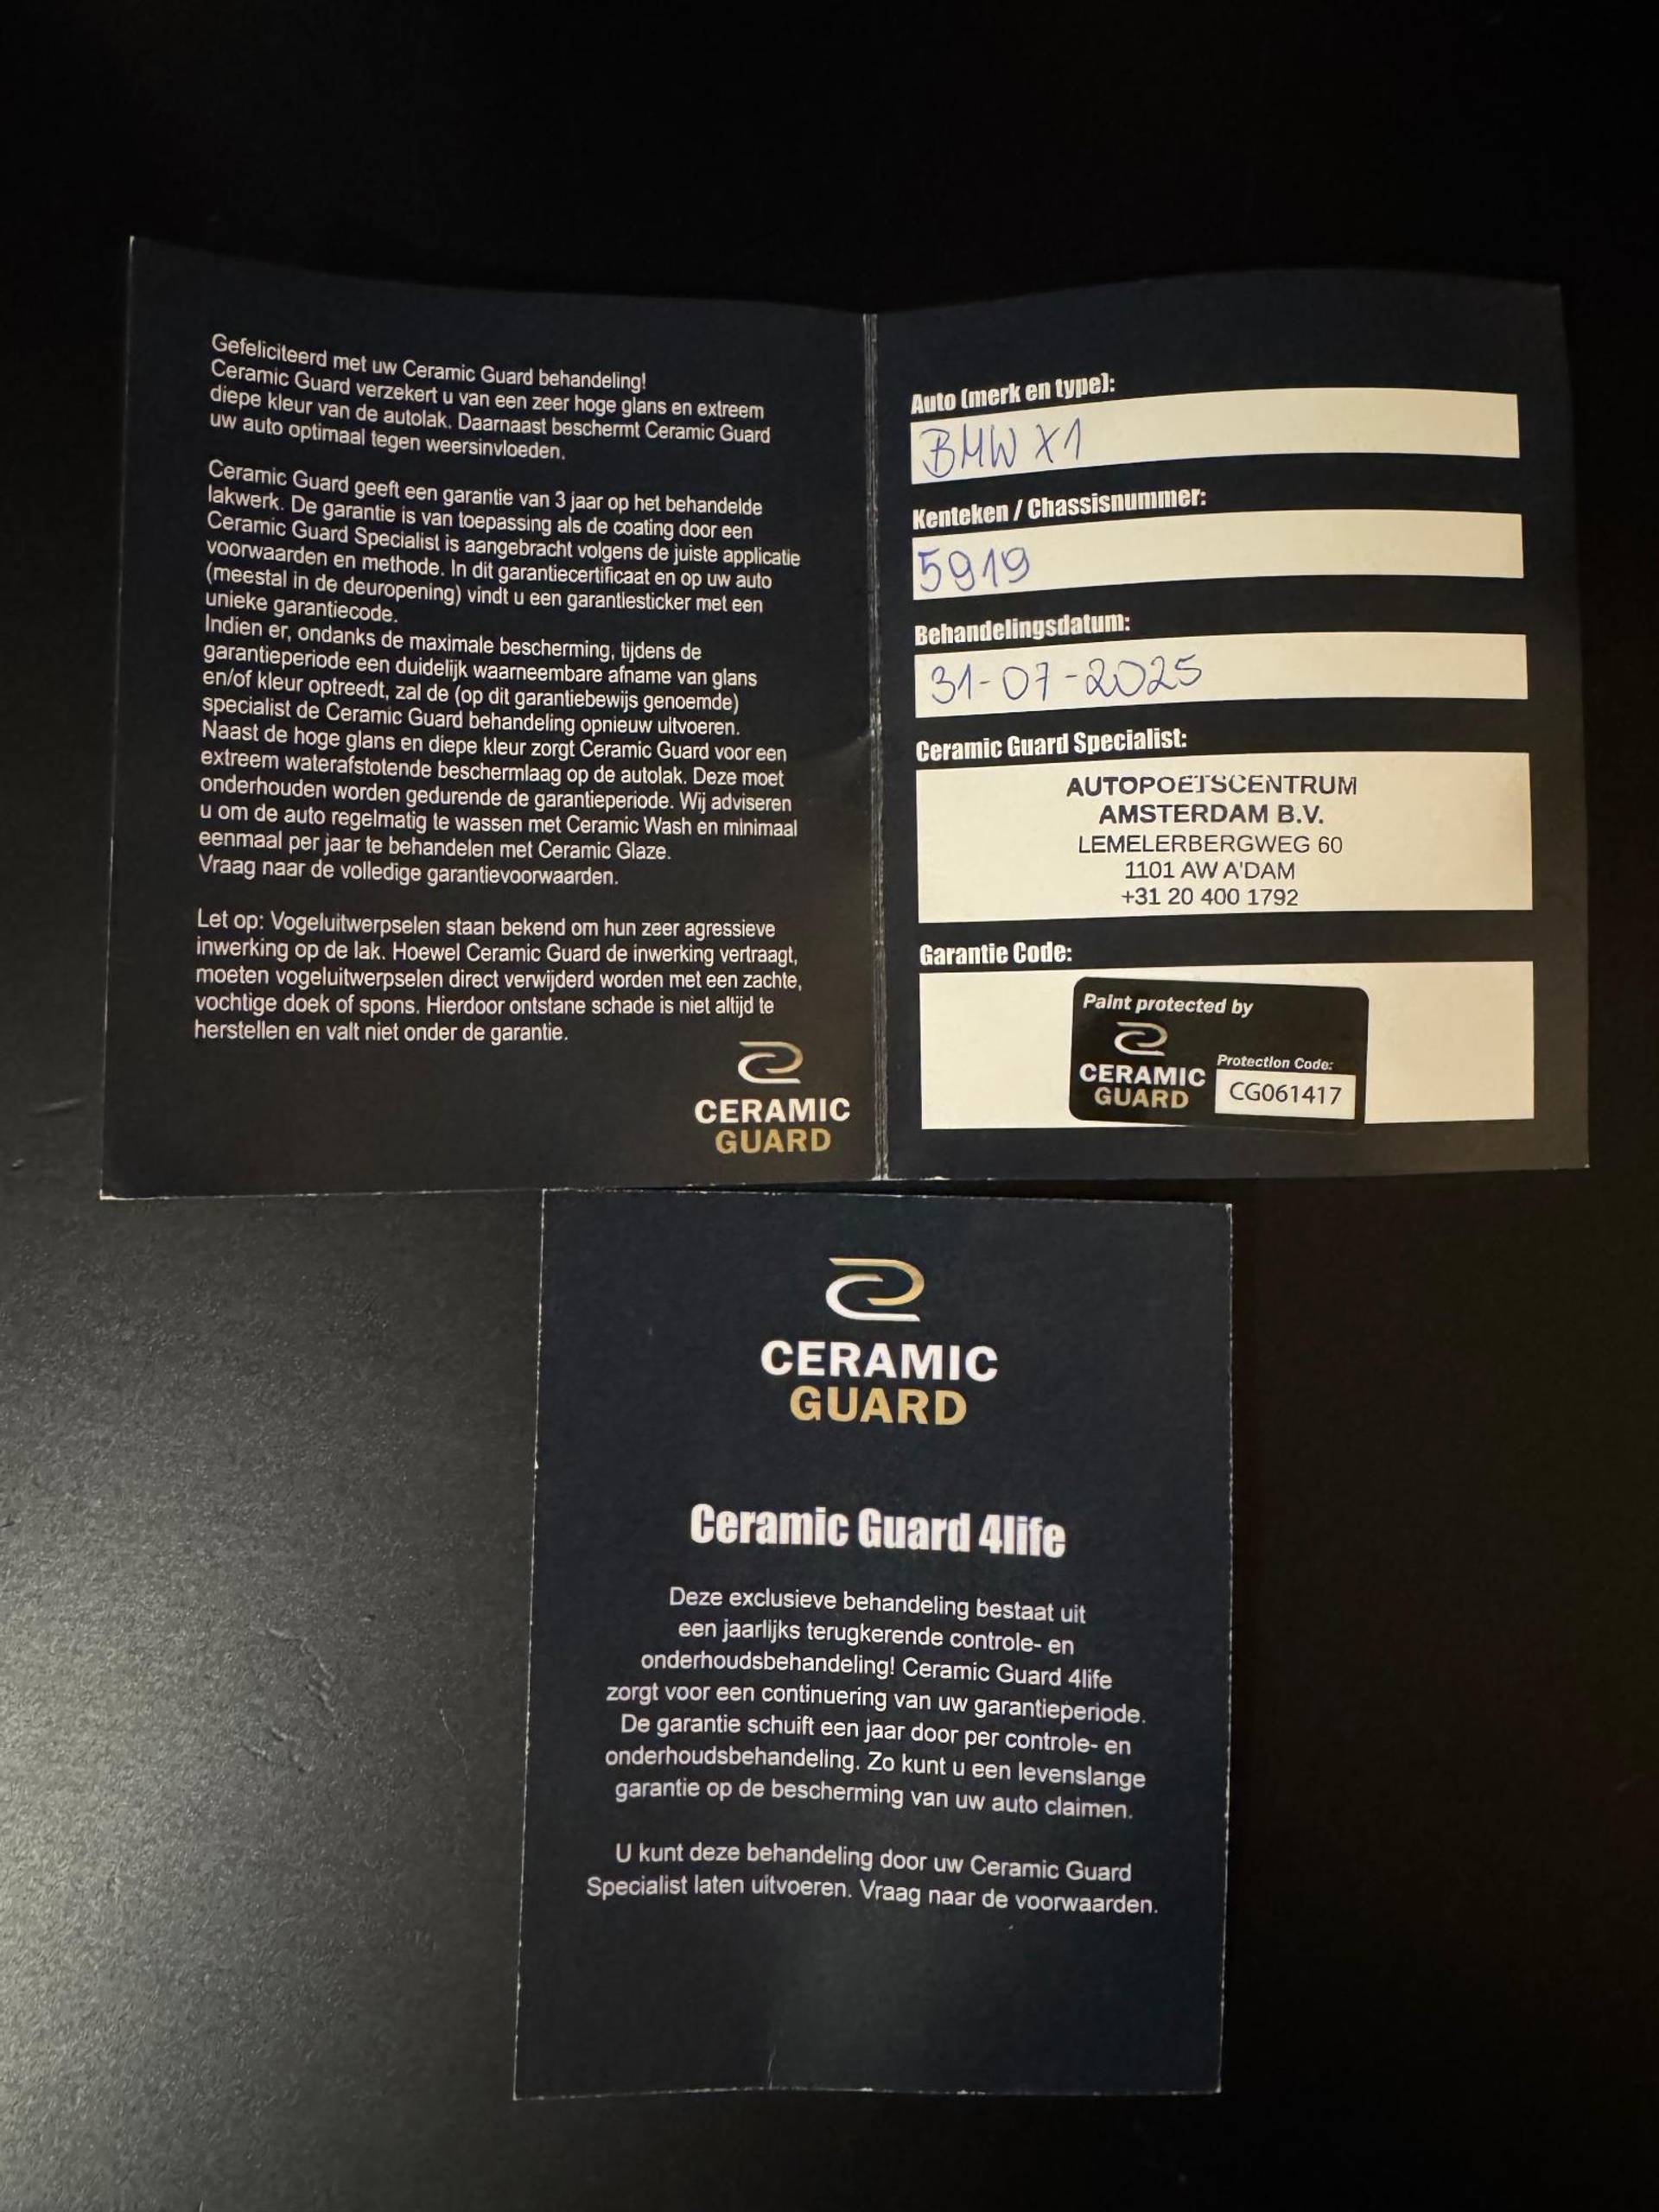 Gefeliciteerd met uw Ceramic Guard behandeling!
Ceramic Guard verzekert u van een zeer hoge glans en extreem
diepe kleur van de autolak. Daarnaast beschermt Ceramic Guard
uw auto optimaal tegen weersinvloeden.
Ceramic Guard geeft een garantie van 3 jaar op het behandelde
lakwerk. De garantie is van toepassing als de coating door een
Ceramic Guard Specialist is aangebracht volgens de juiste applicatie
voorwaarden en methode. In dit garantiecertificaat en op uw auto
(meestal in de deuropening) vindt u een garantiesticker met een
unieke garantiecode.
Indien er, ondanks de maximale bescherming, tijdens de
garantieperiode een duidelijk waarneembare afname van glans
en/of kleur optreedt, zal de (op dit garantiebewijs genoemde)
specialist de Ceramic Guard behandeling opnieuw uitvoeren.
Naast de hoge glans en diepe kleur zorgt Ceramic Guard voor een
extreem waterafstotende beschermlaag op de autolak. Deze moet
onderhouden worden gedurende de garantieperiode. Wij adviseren
u om de auto regelmatig te wassen met Ceramic Wash en minimaal
eenmaal per jaar te behandelen met Ceramic Glaze.
Vraag naar de volledige garantievoorwaarden.
Let op: Vogeluitwerpselen staan bekend om hun zeer agressieve
inwerking op de lak. Hoewel Ceramic Guard de inwerking vertraagt,
moeten vogeluitwerpselen direct verwijderd worden met een zachte,
vochtige doek of spons. Hierdoor ontstane schade is niet altijd te
herstellen en valt niet onder de garantie.
CERAMIC
GUARD
Auto (merk en type):
BMW X1
Kenteken / Chassisnummer:
5919
Behandelingsdatum:
31-07-2025
Ceramic Guard Specialist:
AUTOPOETSCENTRUM
AMSTERDAM B.V.
LEMELERBERGWEG 60
1101 AW A'DAM
+31 20 400 1792
Garantie Code:
Paint protected by
CERAMIC
GUARD
Protection Code:
CG061417
CERAMIC
GUARD
Ceramic Guard 4life
Deze exclusieve behandeling bestaat uit
een jaarlijks terugkerende controle- en
onderhoudsbehandeling! Ceramic Guard 4life
zorgt voor een continuering van uw garantieperiode.
De garantie schuift een jaar door per controle- en
onderhoudsbehandeling. Zo kunt u een levenslange
garantie op de bescherming van uw auto claimen.
U kunt deze behandeling door uw Ceramic Guard
Specialist laten uitvoeren. Vraag naar de voorwaarden.